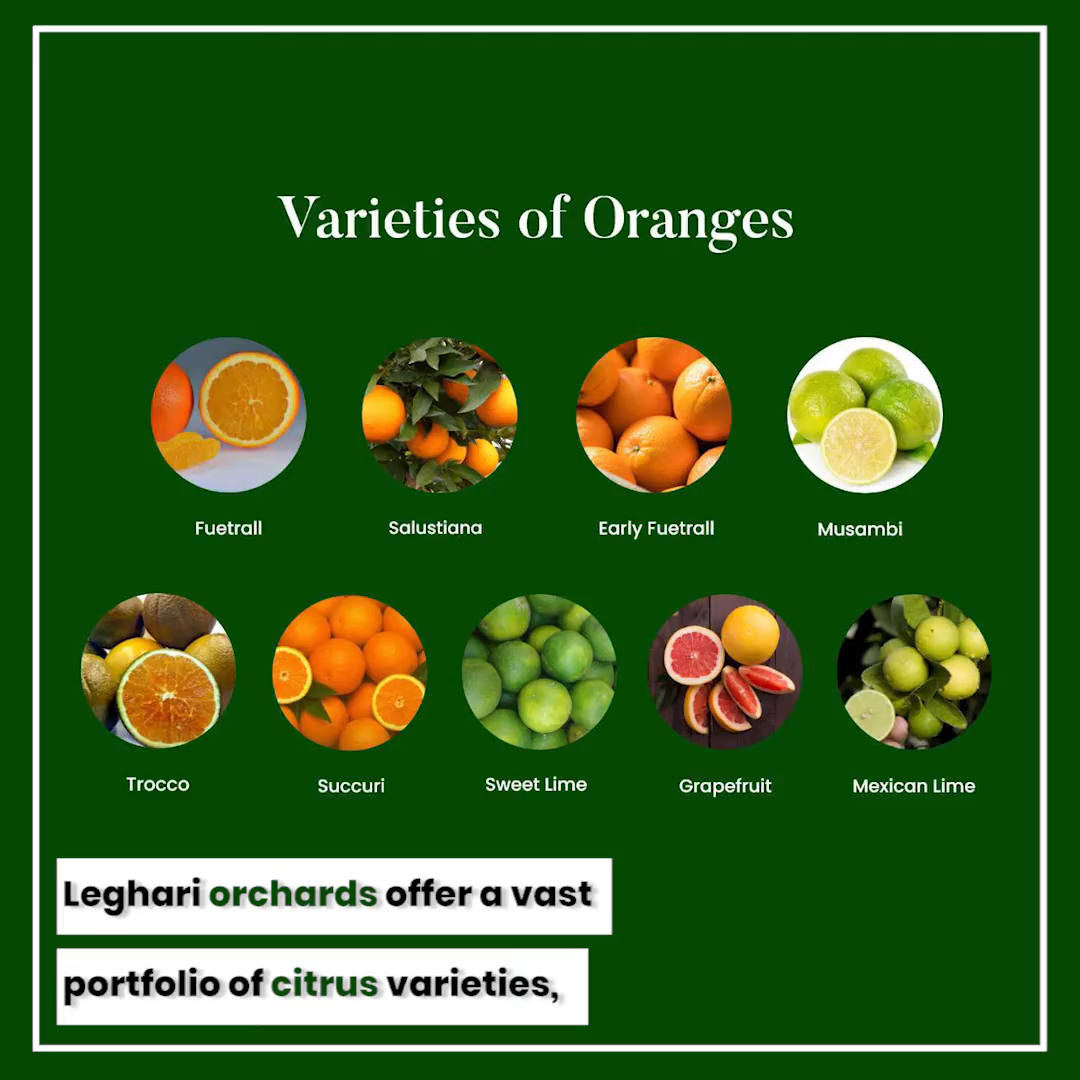 Varieties of Oranges
Fuetrall
Salustiana
Early Fuetrall
Musambi
Trocco
Succuri
Sweet Lime
Grapefruit
Mexican Lime
Leghari orchards offer a vast
portfolio of citrus varieties,